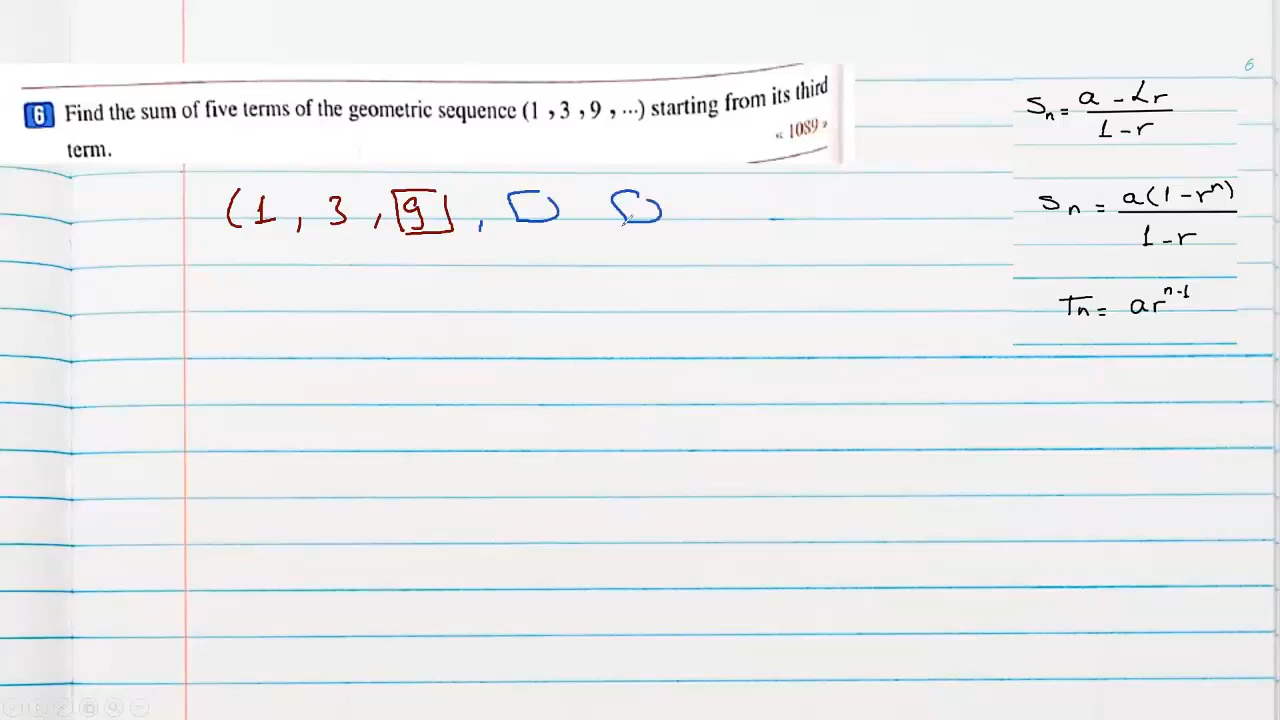 6
6 Find the sum of five terms of the geometric sequence (1 , 3 , 9 , ...) starting from its third
« 1089 »
term.
(1 , 3 , 9 ,
Sn = a - Lr / 1 - r
Sn = a(1 - r^n) / 1 - r
Tn = ar^n-1